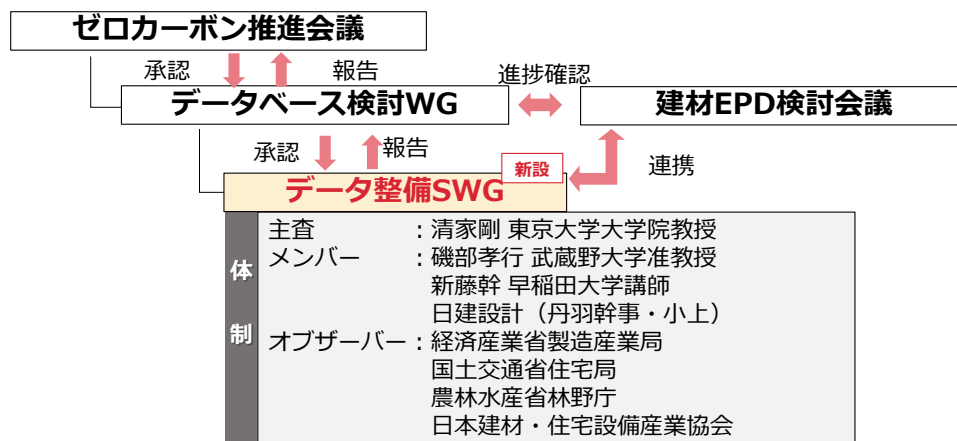 ゼロカーボン推進会議
承認 報告
データベース検討WG
進捗確認
建材EPD検討会議
承認 報告
連携
新設
データ整備SWG
体制
主査 : 清家剛 東京大学大学院教授
メンバー : 磯部孝行 武蔵野大学准教授
新藤幹 早稲田大学講師
日建設計（丹羽幹事・小上）
オブザーバー : 経済産業省製造産業局
国土交通省住宅局
農林水産省林野庁
日本建材・住宅設備産業協会